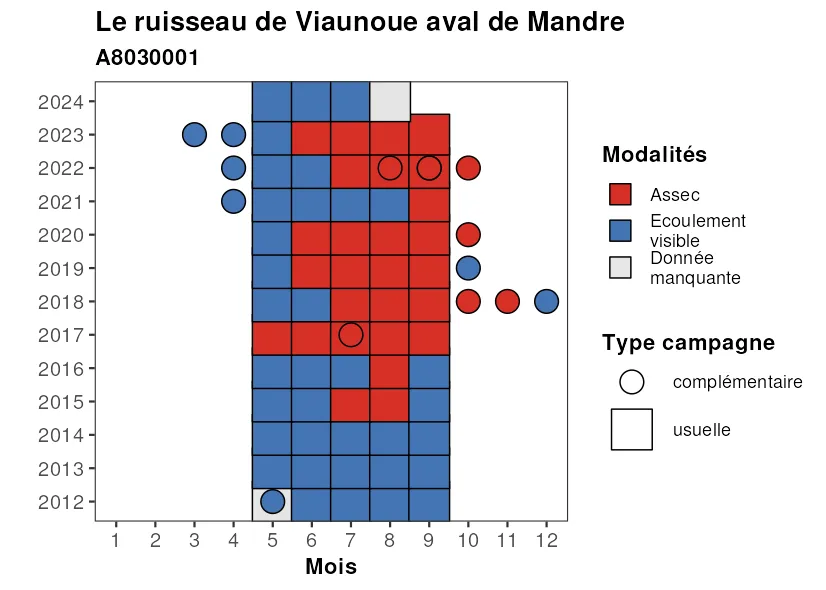 Le ruisseau de Viaunoue aval de Mandre
A8030001
2024
2023
2022
2021
2020
2019
2018
2017
2016
2015
2014
2013
2012
1 2 3 4 5 6 7 8 9 10 11 12
Mois
Modalités
Assec
Ecoulement
visible
Donnée
manquante
Type campagne
complémentaire
usuelle